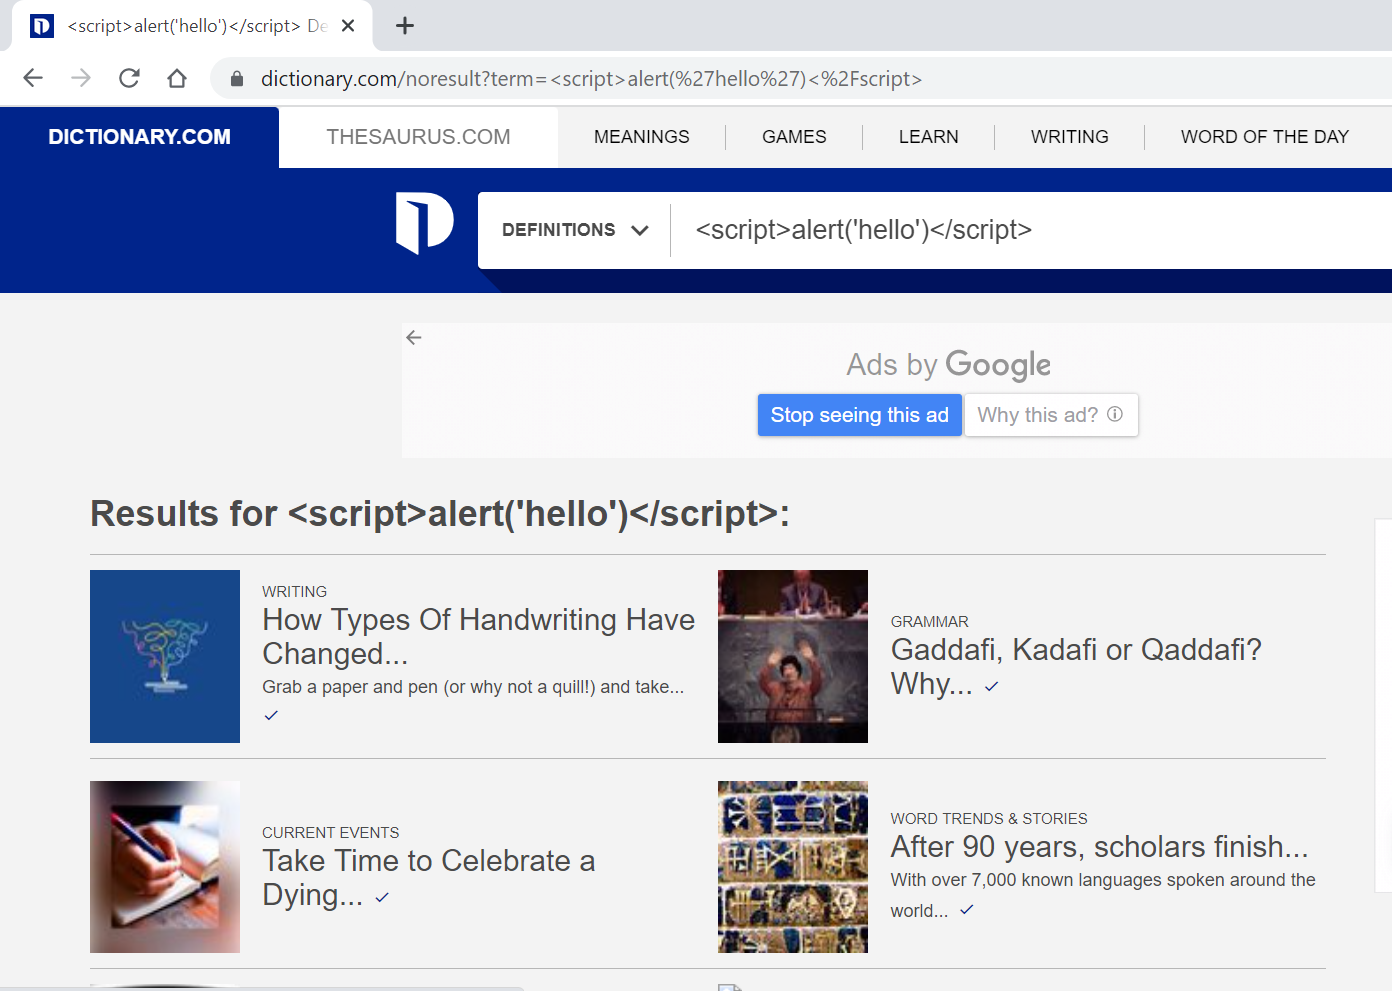 <script>alert('hello')</script> De
dictionary.com/noresult?term=<script>alert(%27hello%27)<%2Fscript>
DICTIONARY.COM
THESAURUS.COM
MEANINGS
GAMES
LEARN
WRITING
WORD OF THE DAY
DEFINITIONS
<script>alert('hello')</script>
Ads by Google
Stop seeing this ad
Why this ad?
Results for <script>alert('hello')</script>:
WRITING
How Types Of Handwriting Have
Changed...
Grab a paper and pen (or why not a quill!) and take...
GRAMMAR
Gaddafi, Kadafi or Qaddafi?
Why...
CURRENT EVENTS
Take Time to Celebrate a
Dying...
WORD TRENDS & STORIES
After 90 years, scholars finish...
With over 7,000 known languages spoken around the
world...